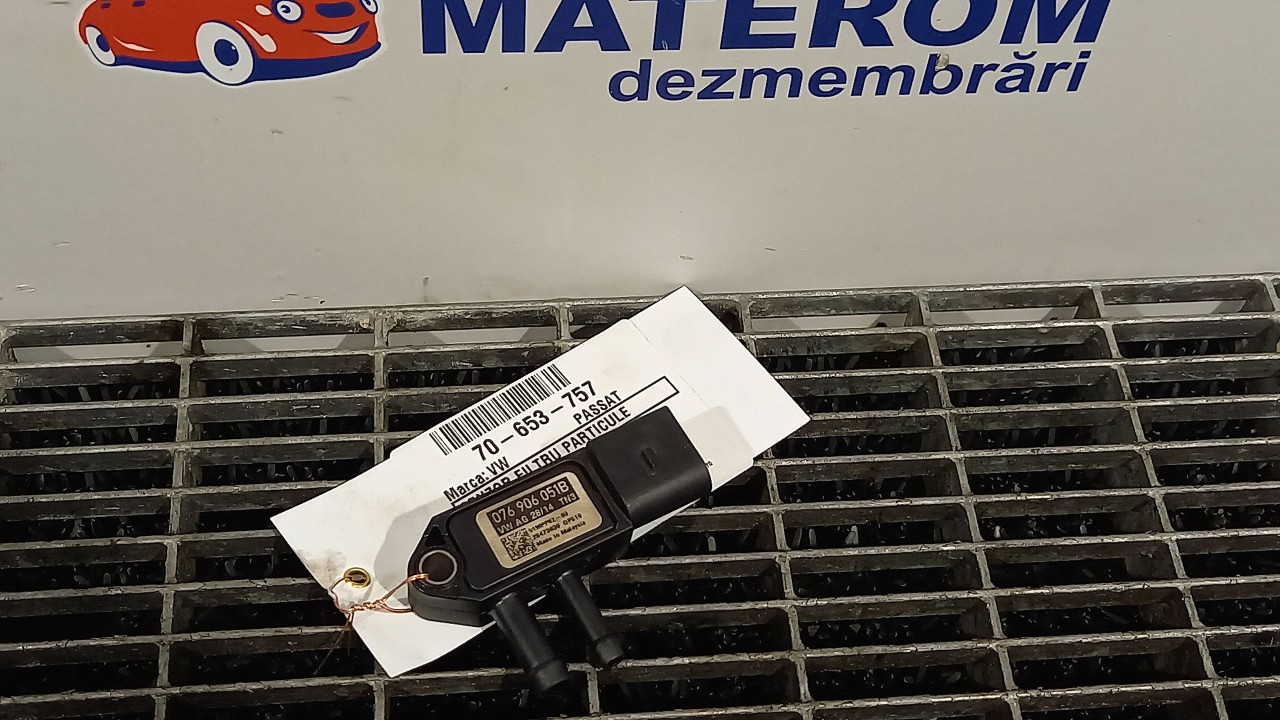 MATEROM
dezmembrări
70-653-757
Marca: VW PASSAT
FILTRU PARTICULE
076 906 051B
VW AG 28/14 TN3
Made in Malaysia